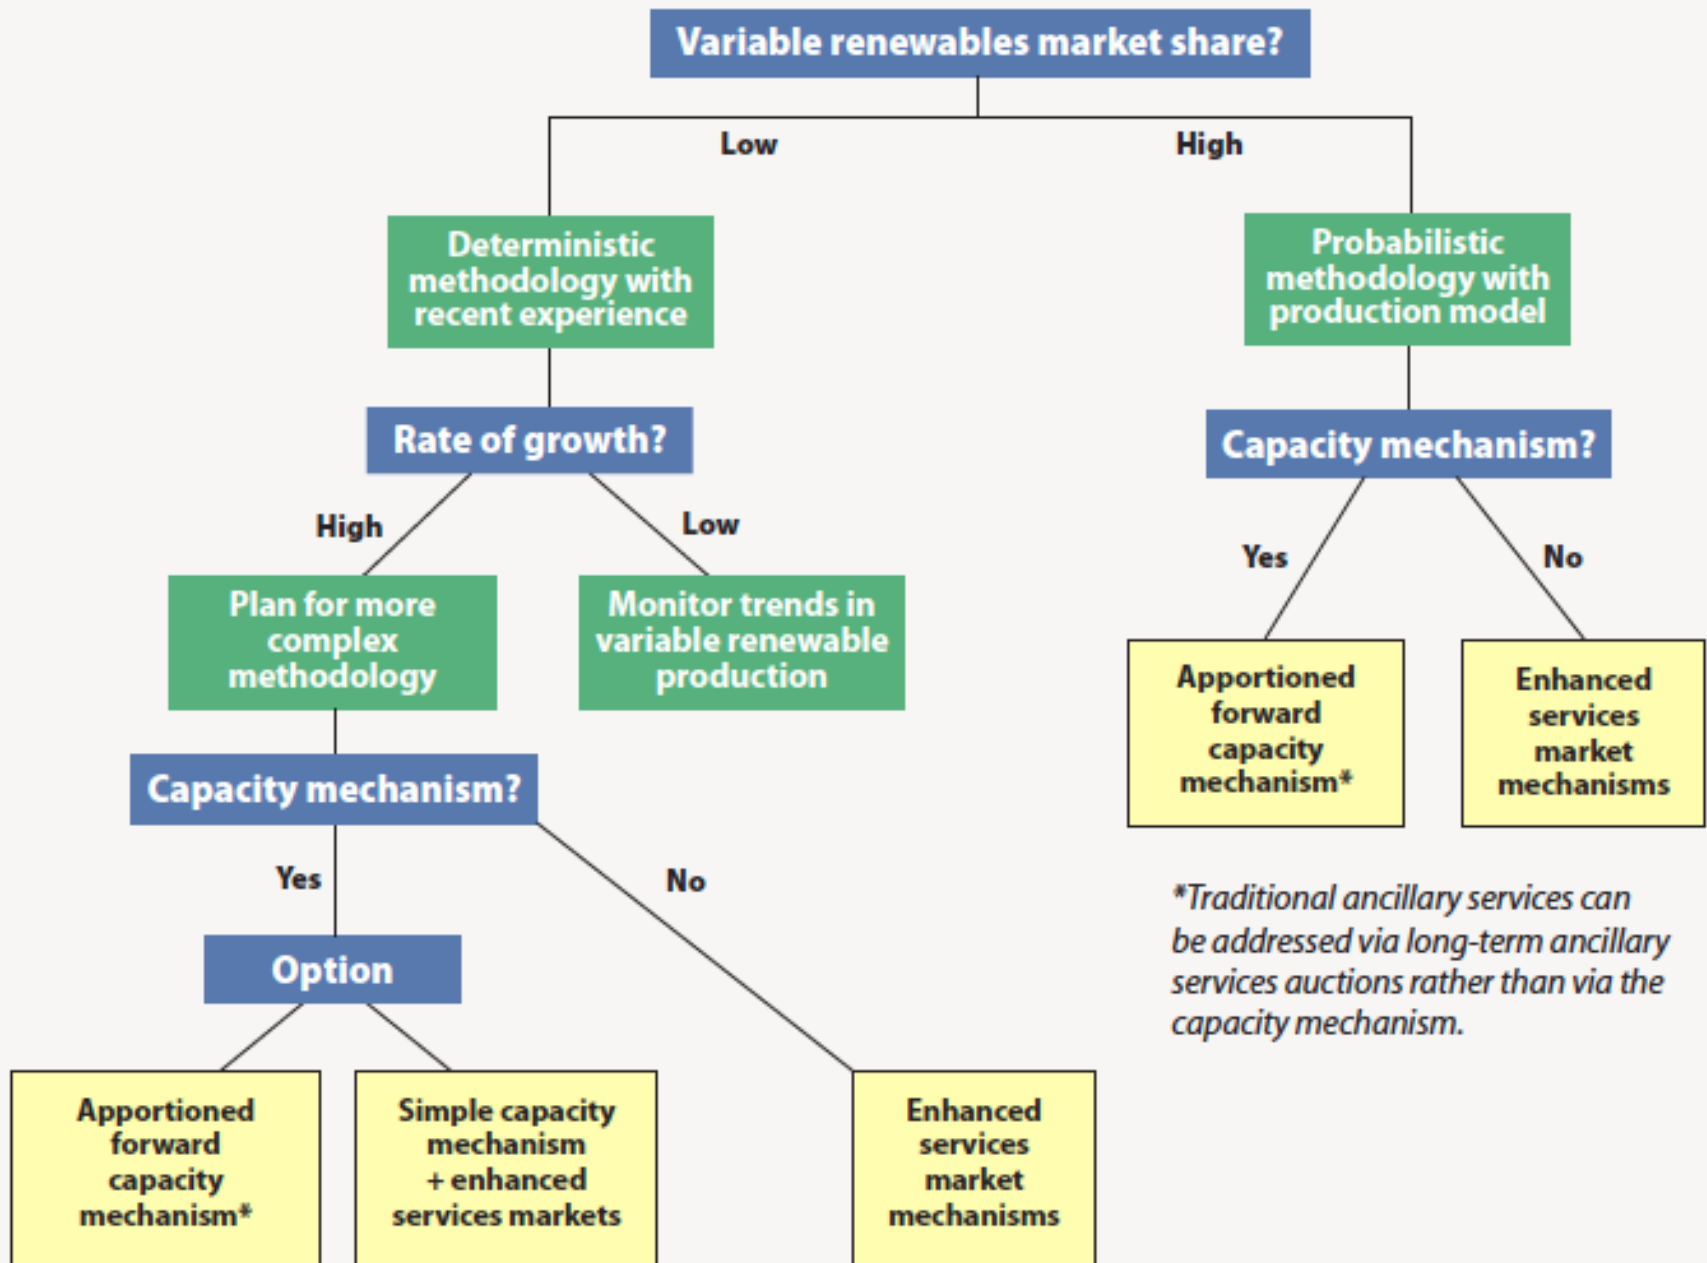 Variable renewables market share?
Low
High
Deterministic
methodology with
recent experience
Probabilistic
methodology with
production model
Rate of growth?
Capacity mechanism?
High
Low
Yes
No
Plan for more
complex
methodology
Monitor trends in
variable renewable
production
Apportioned
forward
capacity
mechanism*
Enhanced
services
market
mechanisms
Capacity mechanism?
Yes
No
*Traditional ancillary services can
be addressed via long-term ancillary
services auctions rather than via the
capacity mechanism.
Option
Apportioned
forward
capacity
mechanism*
Simple capacity
mechanism
+ enhanced
services markets
Enhanced
services
market
mechanisms